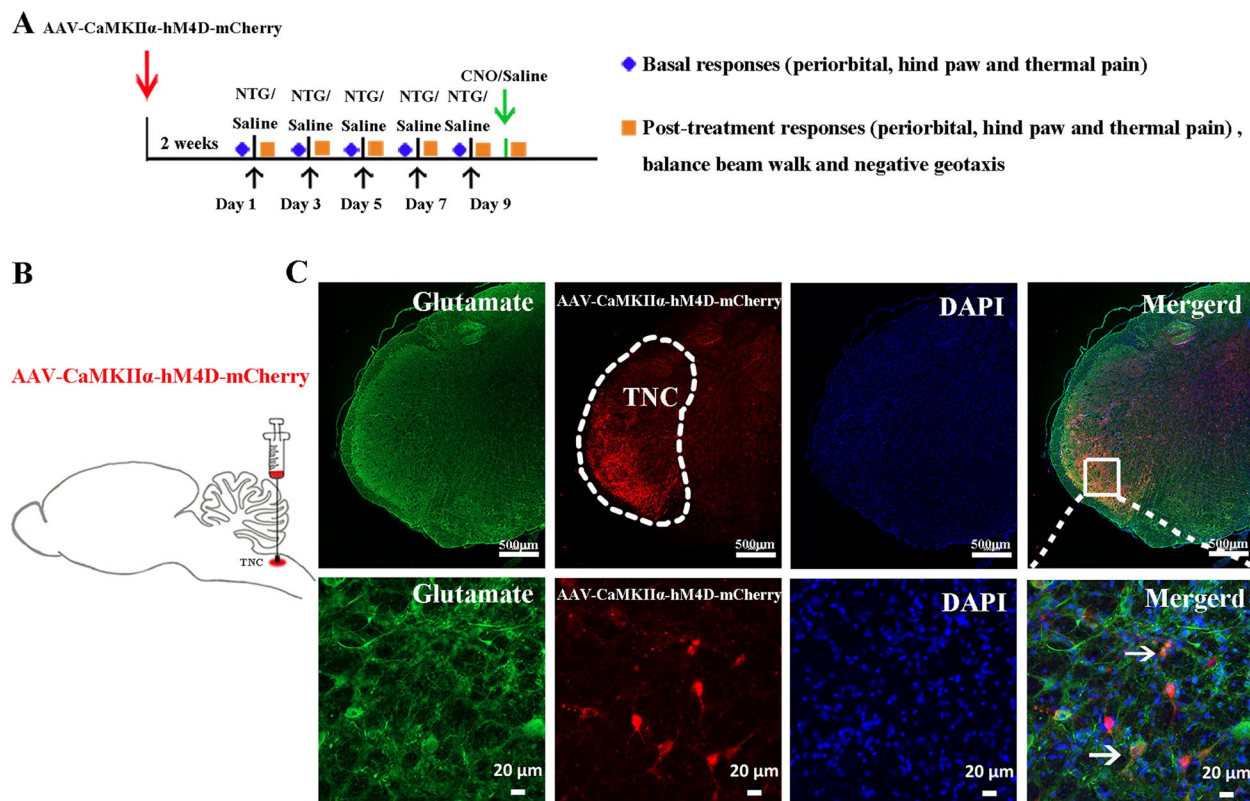 A
AAV-CaMKIIα-hM4D-mCherry
2 weeks
NTG/ NTG/ NTG/ NTG/ NTG/
Saline Saline Saline Saline Saline
CNO/Saline
Day 1 Day 3 Day 5 Day 7 Day 9
Basal responses (periorbital, hind paw and thermal pain)
Post-treatment responses (periorbital, hind paw and thermal pain) ,
balance beam walk and negative geotaxis
B
AAV-CaMKIIα-hM4D-mCherry
TNC
C
Glutamate
500μm
AAV-CaMKIIα-hM4D-mCherry
TNC
500μm
DAPI
500μm
Mergerd
500μm
Glutamate
20 μm
AAV-CaMKIIα-hM4D-mCherry
20 μm
DAPI
20 μm
Mergerd
20 μm